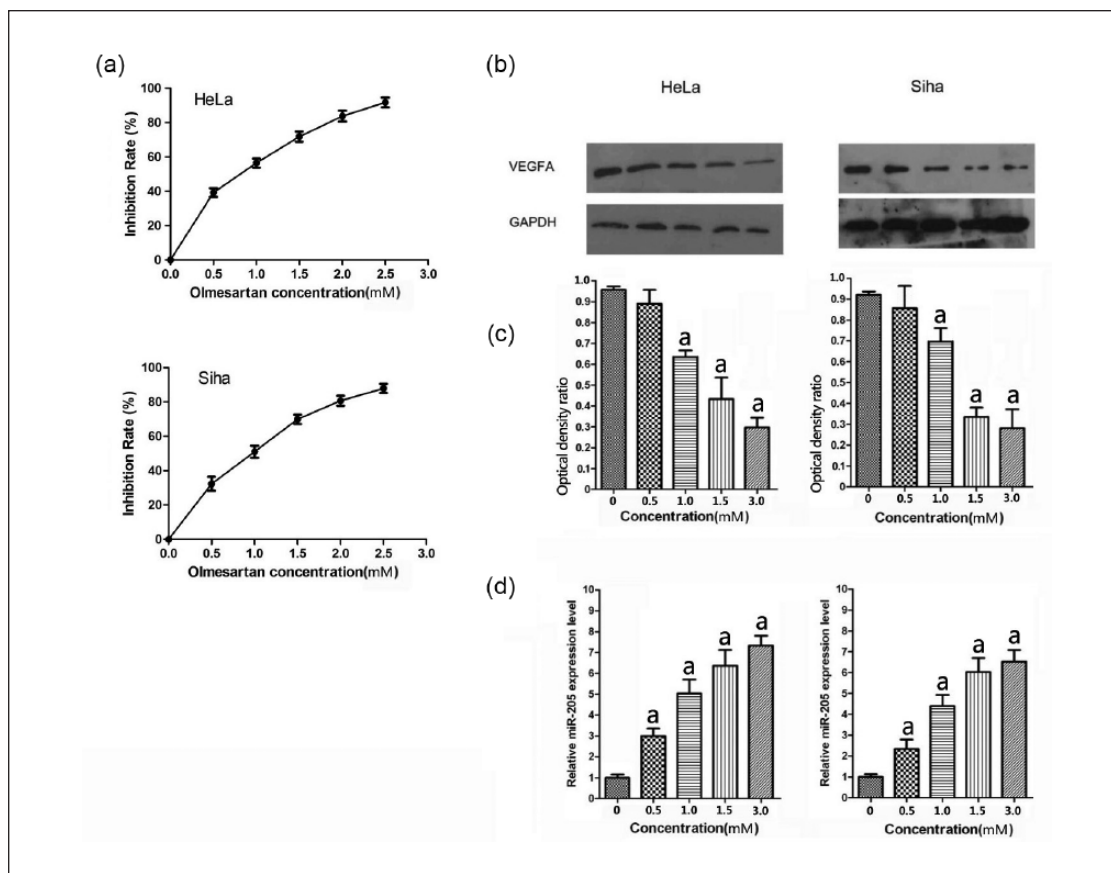 (a)
HeLa
Inhibition Rate (%)
100
80
60
40
20
0
0.0 0.5 1.0 1.5 2.0 2.5 3.0
Olmesartan concentration(mM)
Siha
Inhibition Rate (%)
100
80
60
40
20
0
0.0 0.5 1.0 1.5 2.0 2.5 3.0
Olmesartan concentration(mM)
(b)
HeLa Siha
VEGFA
GAPDH
(c)
Optical density ratio
1.0
0.9
0.8
0.7
0.6
0.5
0.4
0.3
0.2
0.1
0
a a a
0 0.5 1.0 1.5 3.0
Concentration(mM)
Optical density ratio
1.0
0.9
0.8
0.7
0.6
0.5
0.4
0.3
0.2
0.1
0
a a a
0 0.5 1.0 1.5 3.0
Concentration(mM)
(d)
Relative miR-205 expression level
10
9
8
7
6
5
4
3
2
1
0
a a a a
0 0.5 1.0 1.5 3.0
Concentration(mM)
Relative miR-205 expression level
10
9
8
7
6
5
4
3
2
1
0
a a a a
0 0.5 1.0 1.5 3.0
Concentration(mM)